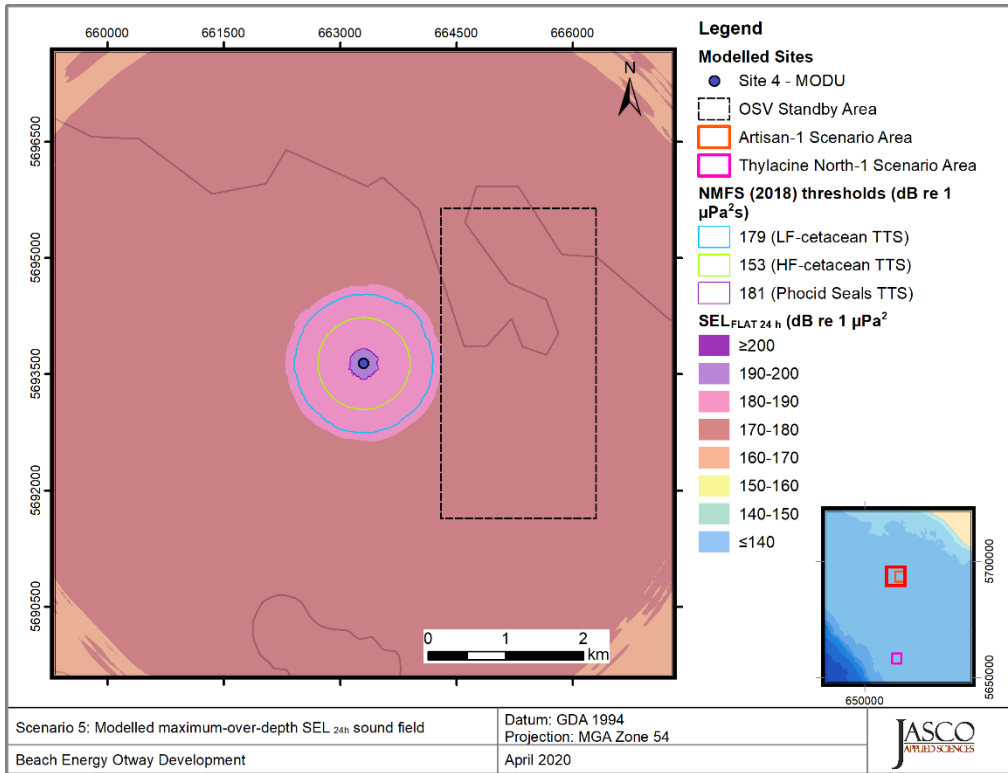 660000 661500 663000 664500 666000
5696500
5695000
5693500
5692000
5690500
N
0 1 2
km
Legend
Modelled Sites
Site 4 - MODU
OSV Standby Area
Artisan-1 Scenario Area
Thylacine North-1 Scenario Area
NMFS (2018) thresholds (dB re 1
µPa²s)
179 (LF-cetacean TTS)
153 (HF-cetacean TTS)
181 (Phocid Seals TTS)
SEL FLAT 24 h (dB re 1 µPa²
≥200
190-200
180-190
170-180
160-170
150-160
140-150
≤140
5700000
5650000
650000
Scenario 5: Modelled maximum-over-depth SEL 24h sound field
Datum: GDA 1994
Projection: MGA Zone 54
Beach Energy Otway Development
April 2020
JASCO
APPLIED SCIENCES